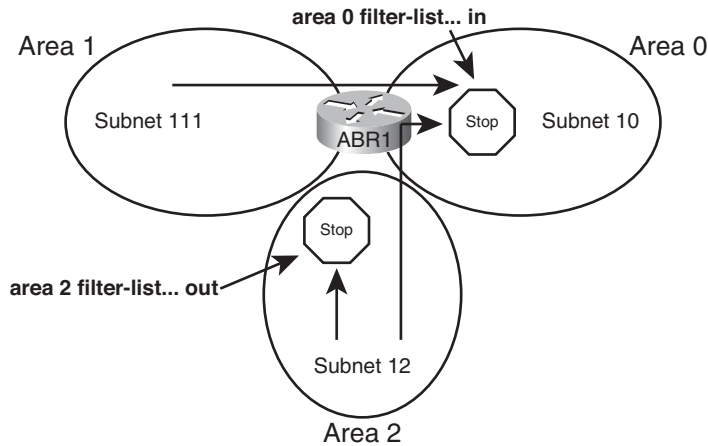 area 0 filter-list... in
Area 1
Area 0
Subnet 111
ABR1
Stop
Subnet 10
Stop
area 2 filter-list... out
Subnet 12
Area 2